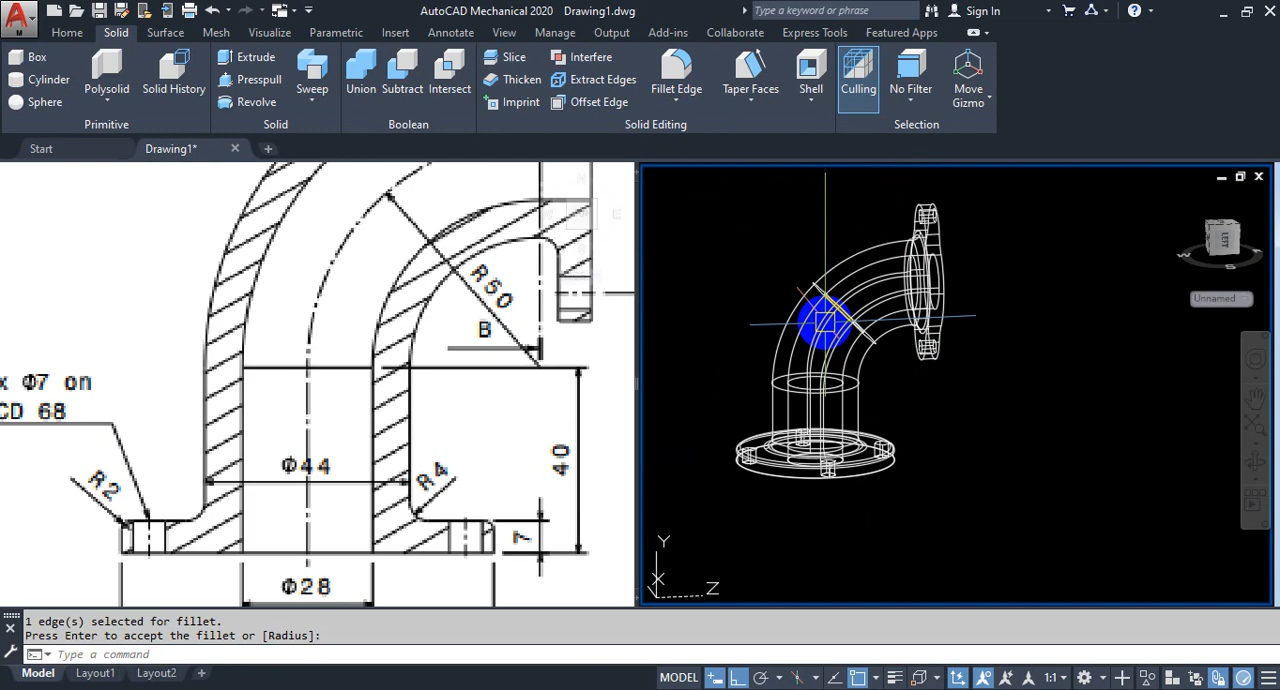 AutoCAD Mechanical 2020 Drawing1.dwg
Type a keyword or phrase
Sign In
M
Home Solid Surface Mesh Visualize Parametric Insert Annotate View Manage Output Add-ins Collaborate Express Tools Featured Apps
Box
Cylinder
Sphere
Polysolid
Solid History
Primitive
Extrude
Presspull
Revolve
Sweep
Solid
Union Subtract Intersect
Boolean
Slice
Thicken
Imprint
Interfere
Extract Edges
Offset Edge
Fillet Edge
Taper Faces
Shell
Solid Editing
Culling
No Filter
Move
Gizmo
Selection
Start
Drawing1*
R50
B
x Φ7 on
CD 68
R2
Φ44
R4
40
7
Φ28
LEFT
S
Unnamed
Y
X
Z
1 edge(s) selected for fillet.
Press Enter to accept the fillet or [Radius]:
Type a command
Model Layout1 Layout2
MODEL
1:1